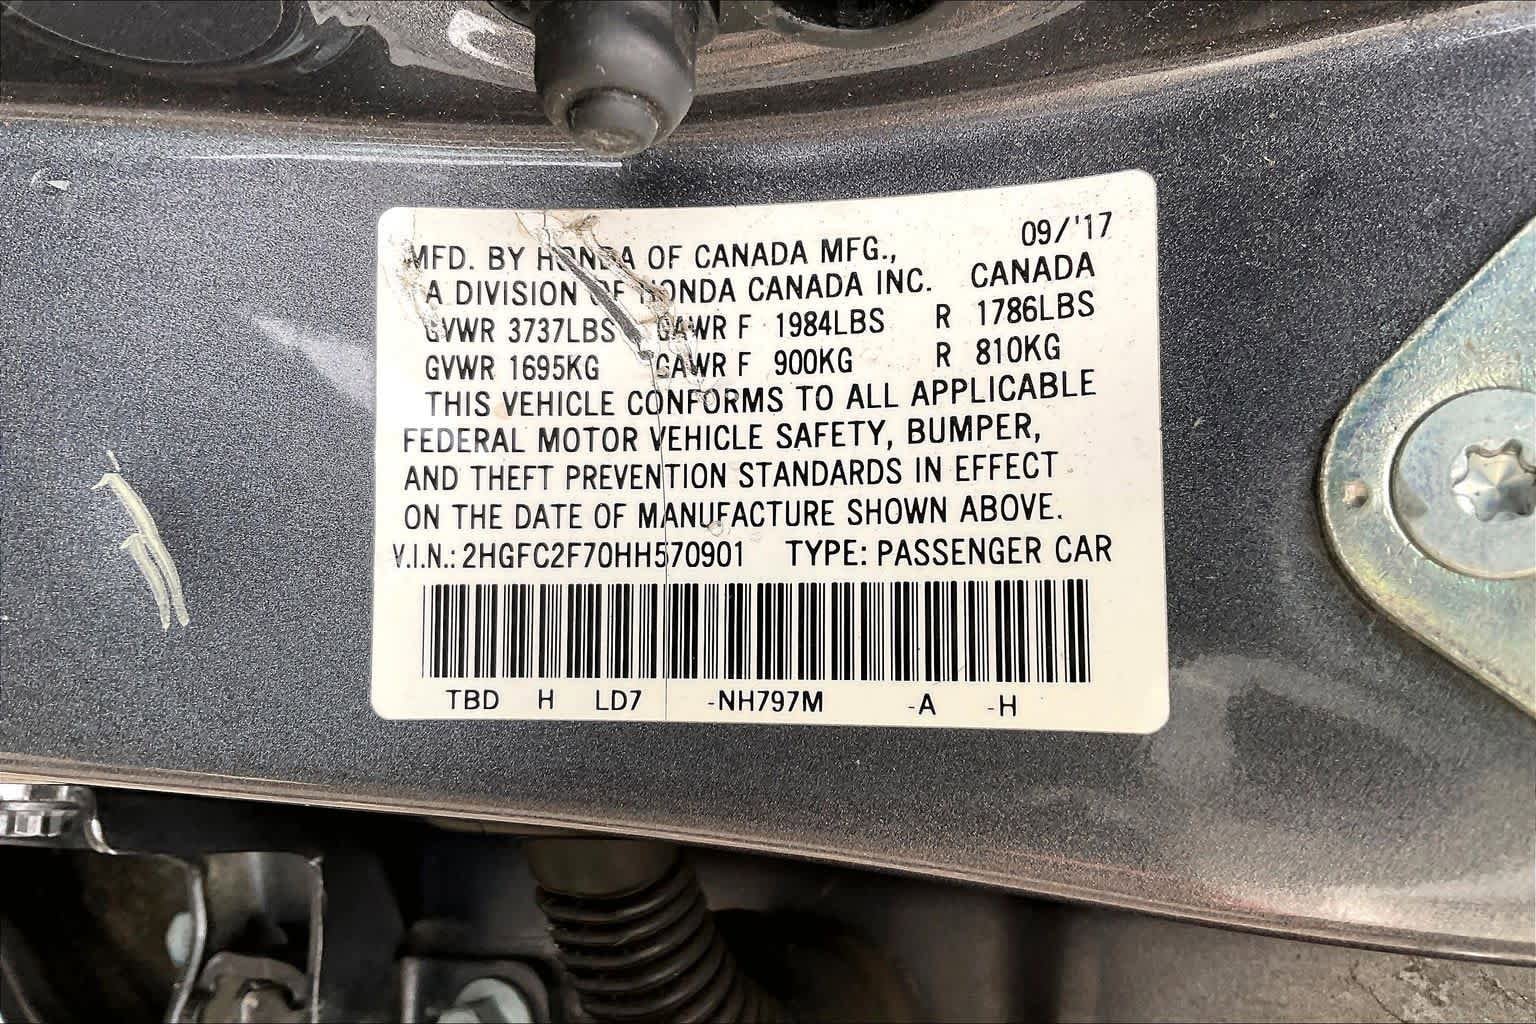 09/'17
MFD. BY HONDA OF CANADA MFG.,
A DIVISION OF HONDA CANADA INC. CANADA
GVWR 3737LBS GAWR F 1984LBS R 1786LBS
GVWR 1695KG GAWR F 900KG R 810KG
THIS VEHICLE CONFORMS TO ALL APPLICABLE
FEDERAL MOTOR VEHICLE SAFETY, BUMPER,
AND THEFT PREVENTION STANDARDS IN EFFECT
ON THE DATE OF MANUFACTURE SHOWN ABOVE.
V.I.N.: 2HGFC2F70HH570901 TYPE: PASSENGER CAR
TBD H LD7 -NH797M -A -H